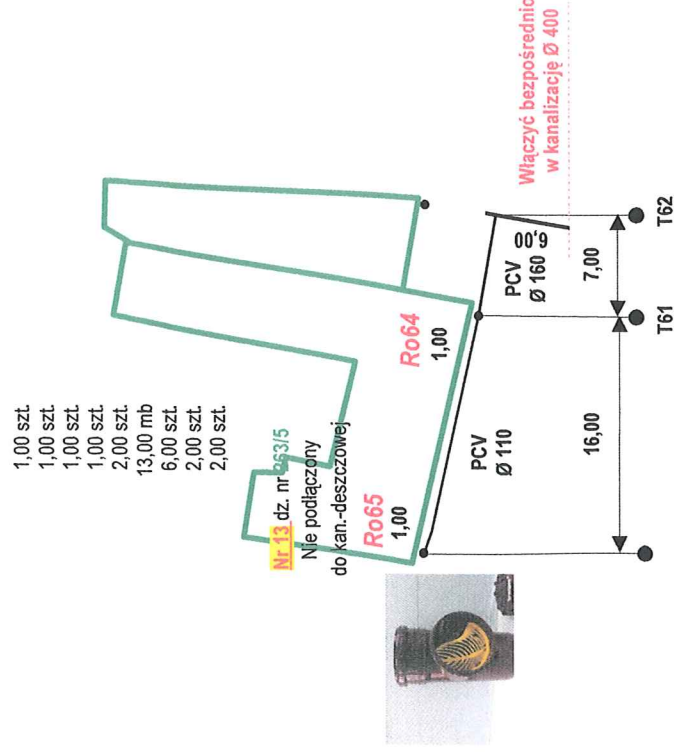 1,00 szt.
1,00 szt.
1,00 szt.
1,00 szt.
2,00 szt.
13,00 mb
6,00 szt.
2,00 szt.
2,00 szt.
Nr 13 dz. nr 263/5
Nie podłączony
do kan.-deszczowej
Ro65
1,00
Ro64
1,00
PCV
Ø 110
PCV
Ø 160
6,00
16,00
7,00
T61
T62
Włączyć bezpośrednio
w kanalizację Ø 400